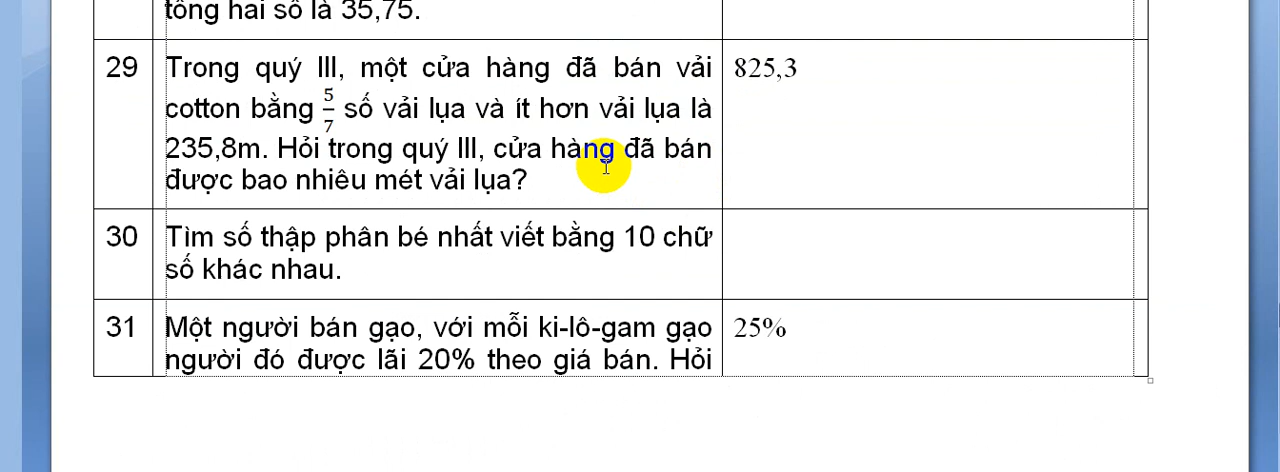 tổng hai số là 35,75.
29 Trong quý III, một cửa hàng đã bán vải 825,3
cotton bằng 5/7 số vải lụa và ít hơn vải lụa là
235,8m. Hỏi trong quý III, cửa hàng đã bán
được bao nhiêu mét vải lụa?
30 Tìm số thập phân bé nhất viết bằng 10 chữ
số khác nhau.
31 Một người bán gạo, với mỗi ki-lô-gam gạo 25%
người đó được lãi 20% theo giá bán. Hỏi